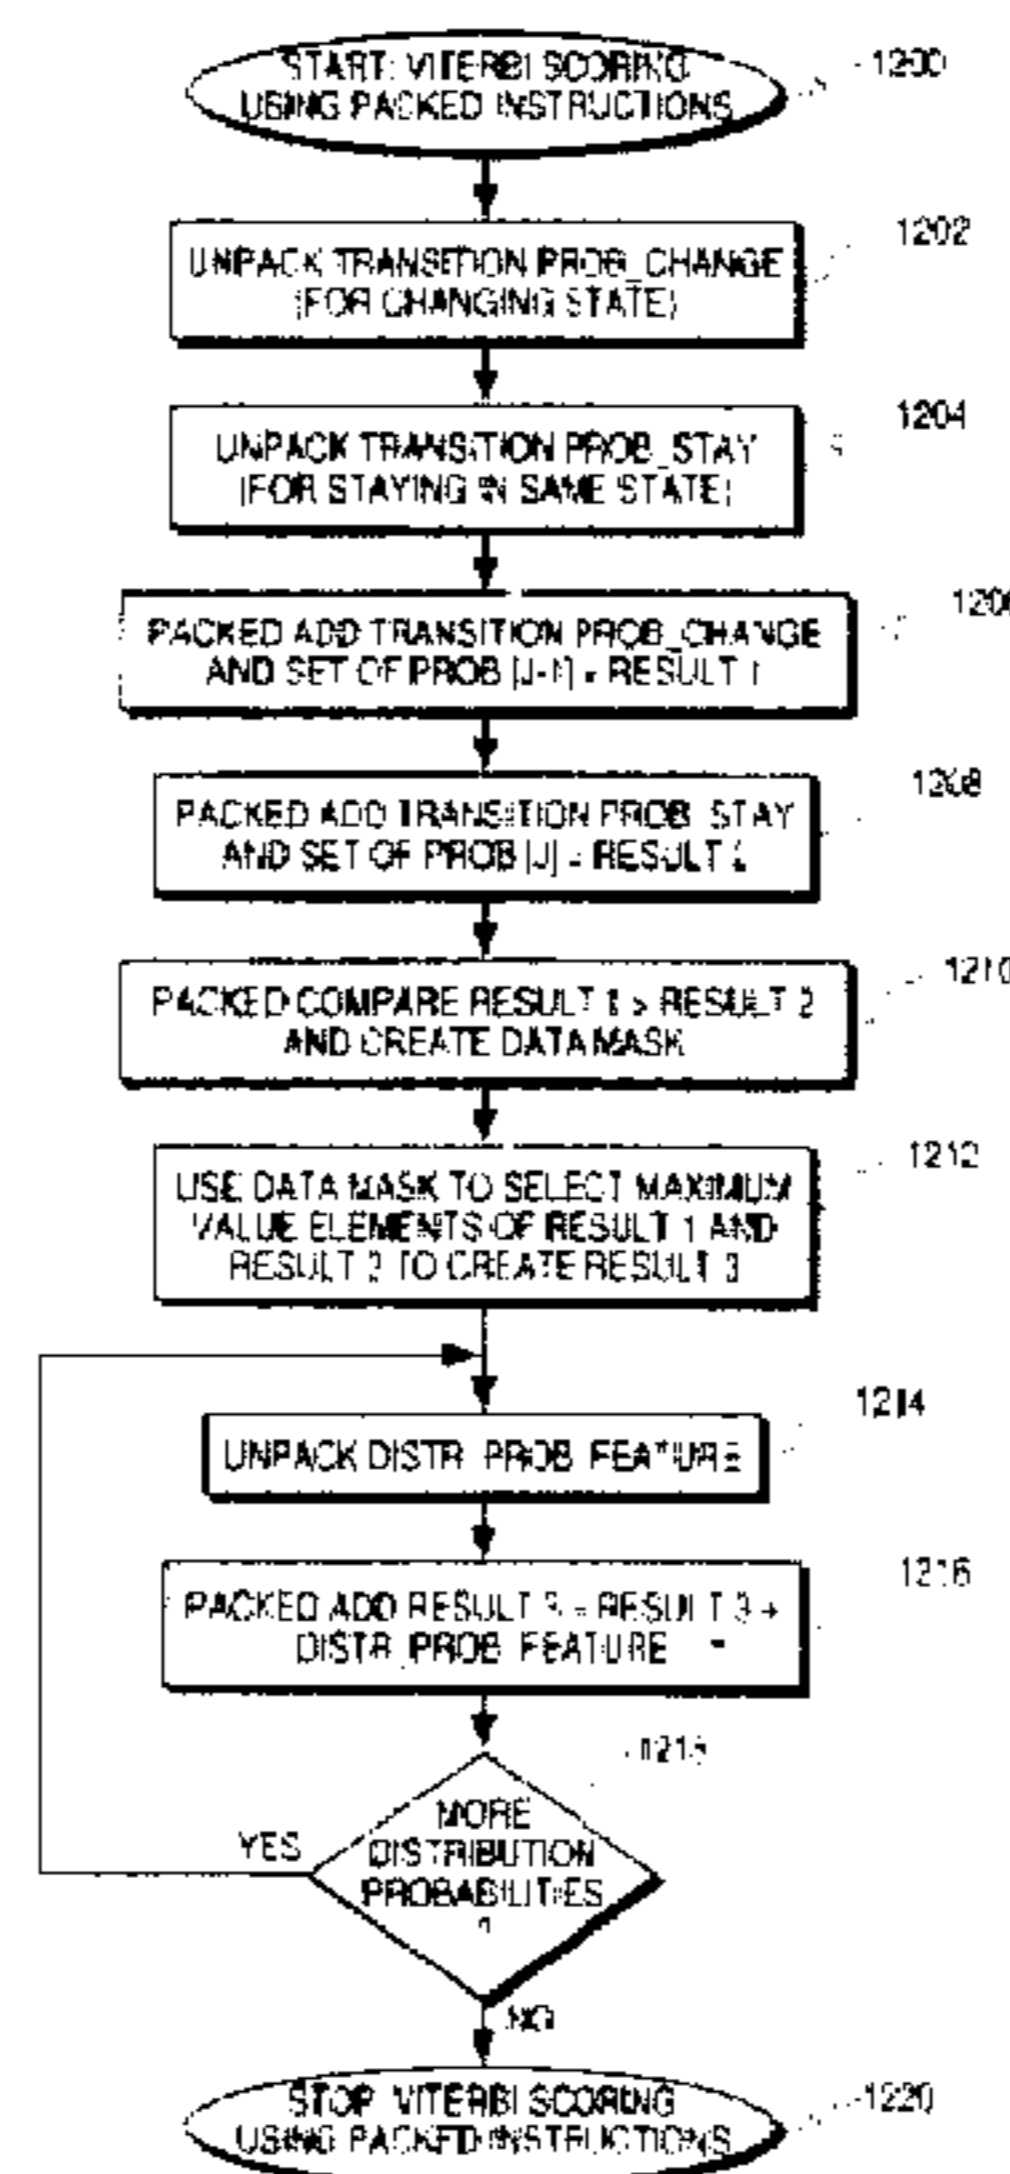 START: VITERBI SCORING
USING PACKED INSTRUCTIONS
1200
UNPACK TRANSITION PROB_CHANGE
(FOR CHANGING STATE)
1202
UNPACK TRANSITION PROB_STAY
(FOR STAYING IN SAME STATE)
1204
PACKED ADD TRANSITION PROB_CHANGE
AND SET OF PROB [J-1] = RESULT 1
1206
PACKED ADD TRANSITION PROB_STAY
AND SET OF PROB [J] = RESULT 2
1208
PACKED COMPARE RESULT 1 > RESULT 2
AND CREATE DATA MASK
1210
USE DATA MASK TO SELECT MAXIMUM
VALUE ELEMENTS OF RESULT 1 AND
RESULT 2 TO CREATE RESULT 3
1212
UNPACK DISTR_PROB_FEATURE
1214
PACKED ADD RESULT 3 = RESULT 3 +
DISTR_PROB_FEATURE
1216
MORE
DISTRIBUTION
PROBABILITIES
?
1218
YES
NO
STOP VITERBI SCORING
USING PACKED INSTRUCTIONS
1220